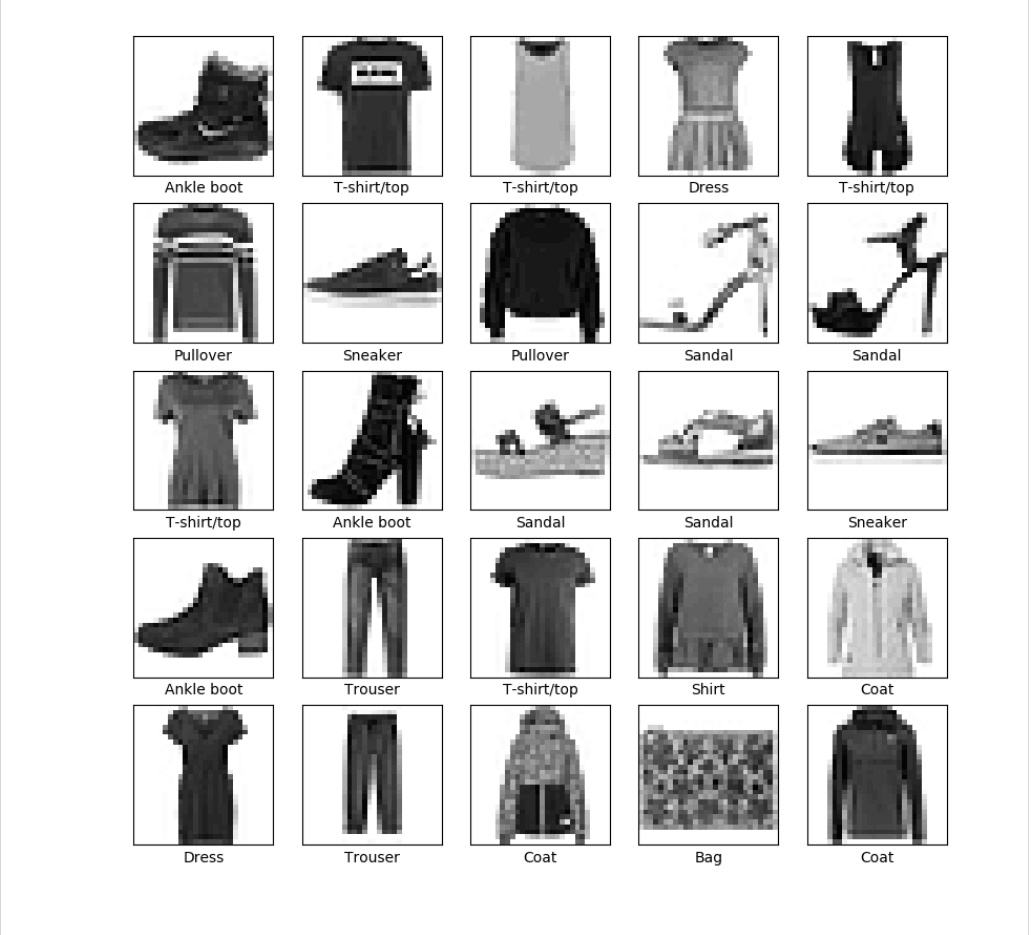 Ankle boot T-shirt/top T-shirt/top Dress T-shirt/top
Pullover Sneaker Pullover Sandal Sandal
T-shirt/top Ankle boot Sandal Sandal Sneaker
Ankle boot Trouser T-shirt/top Shirt Coat
Dress Trouser Coat Bag Coat